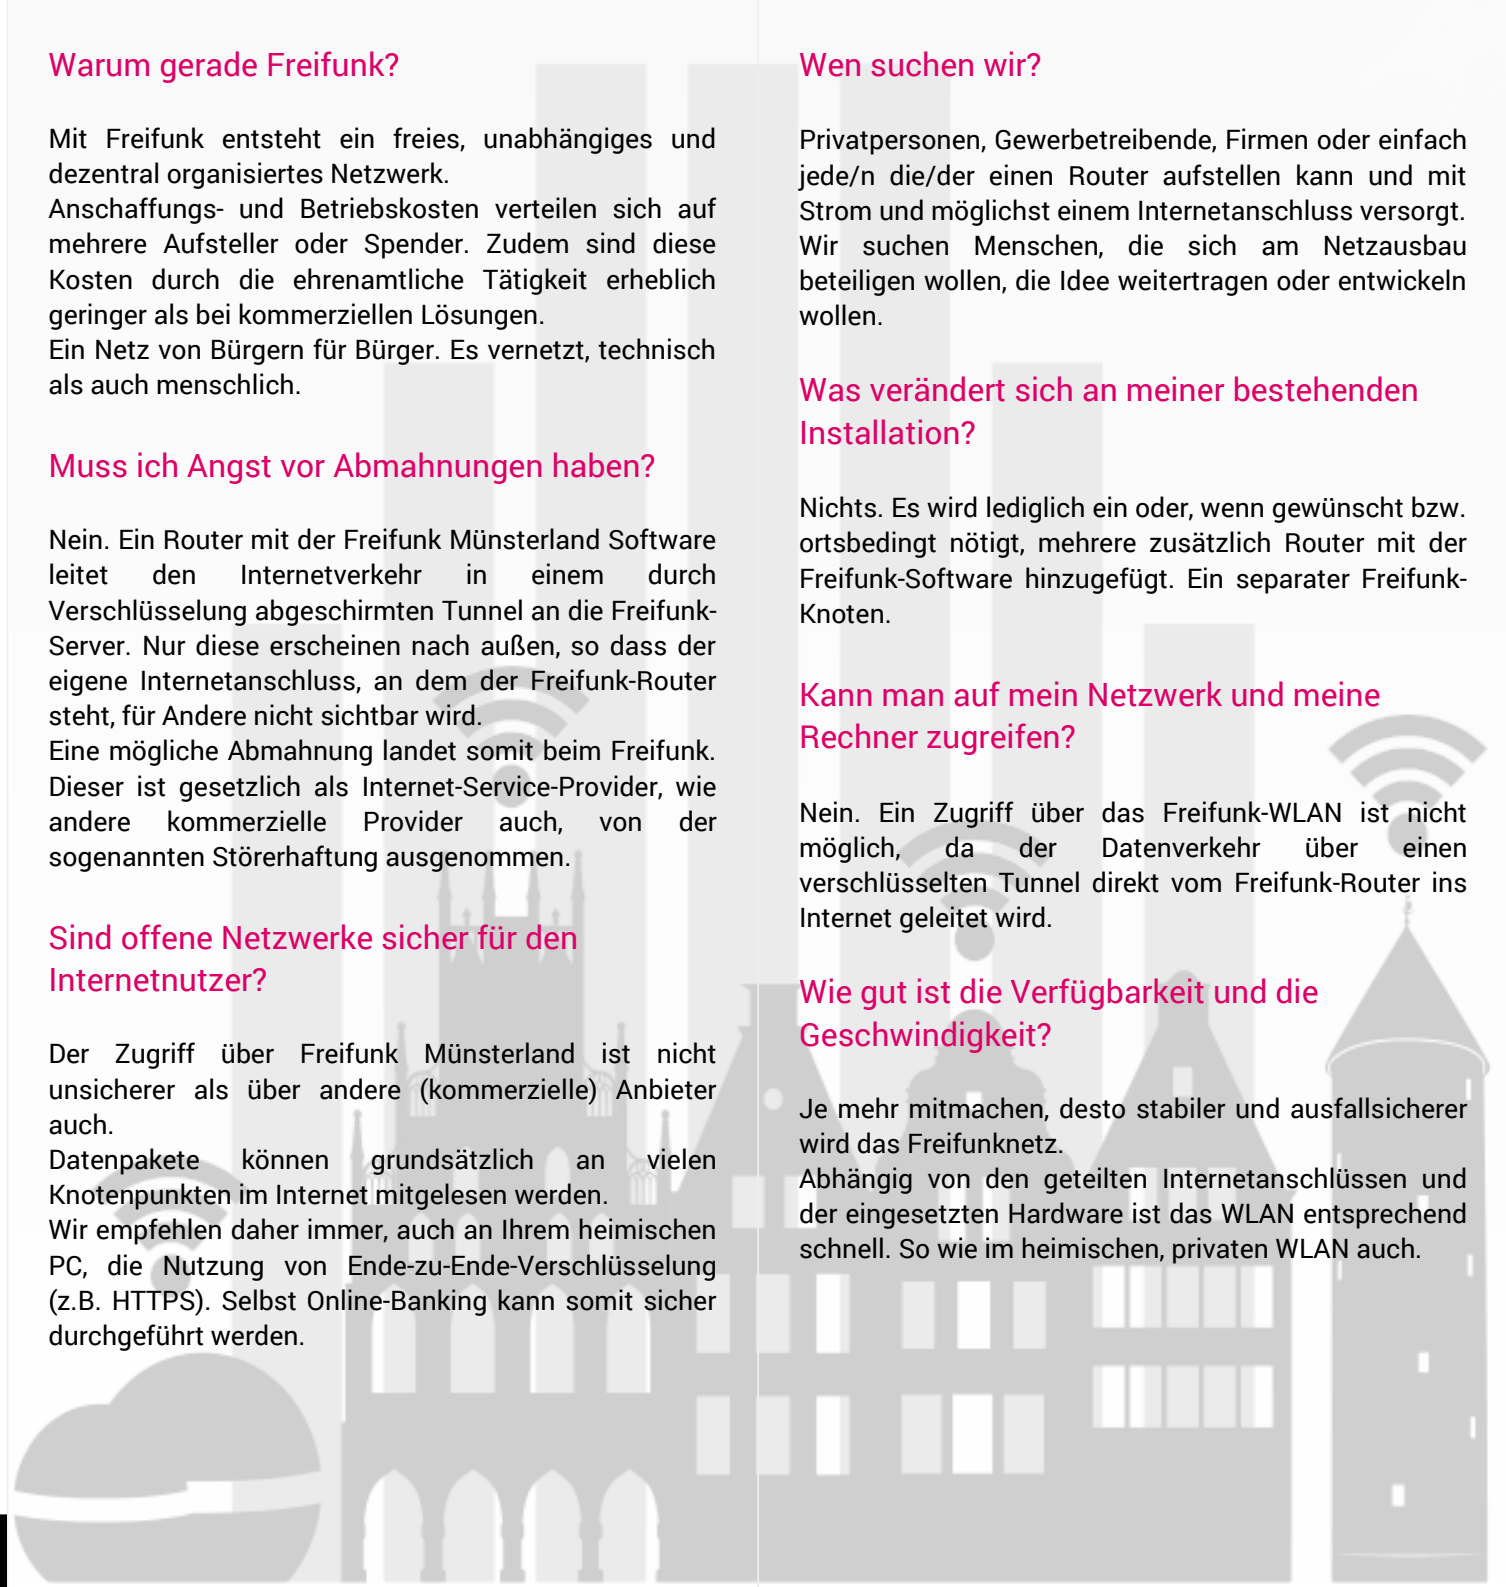 Warum gerade Freifunk?
Mit Freifunk entsteht ein freies, unabhängiges und
dezentral organisiertes Netzwerk.
Anschaffungs- und Betriebskosten verteilen sich auf
mehrere Aufsteller oder Spender. Zudem sind diese
Kosten durch die ehrenamtliche Tätigkeit erheblich
geringer als bei kommerziellen Lösungen.
Ein Netz von Bürgern für Bürger. Es vernetzt, technisch
als auch menschlich.
Muss ich Angst vor Abmahnungen haben?
Nein. Ein Router mit der Freifunk Münsterland Software
leitet den Internetverkehr in einem durch
Verschlüsselung abgeschirmten Tunnel an die Freifunk-
Server. Nur diese erscheinen nach außen, so dass der
eigene Internetanschluss, an dem der Freifunk-Router
steht, für Andere nicht sichtbar wird.
Eine mögliche Abmahnung landet somit beim Freifunk.
Dieser ist gesetzlich als Internet-Service-Provider, wie
andere kommerzielle Provider auch, von der
sogenannten Störerhaftung ausgenommen.
Sind offene Netzwerke sicher für den
Internetnutzer?
Der Zugriff über Freifunk Münsterland ist nicht
unsicherer als über andere (kommerzielle) Anbieter
auch.
Datenpakete können grundsätzlich an vielen
Knotenpunkten im Internet mitgelesen werden.
Wir empfehlen daher immer, auch an Ihrem heimischen
PC, die Nutzung von Ende-zu-Ende-Verschlüsselung
(z.B. HTTPS). Selbst Online-Banking kann somit sicher
durchgeführt werden.
Wen suchen wir?
Privatpersonen, Gewerbetreibende, Firmen oder einfach
jede/n die/der einen Router aufstellen kann und mit
Strom und möglichst einem Internetanschluss versorgt.
Wir suchen Menschen, die sich am Netzausbau
beteiligen wollen, die Idee weitertragen oder entwickeln
wollen.
Was verändert sich an meiner bestehenden
Installation?
Nichts. Es wird lediglich ein oder, wenn gewünscht bzw.
ortsbedingt nötigt, mehrere zusätzlich Router mit der
Freifunk-Software hinzugefügt. Ein separater Freifunk-
Knoten.
Kann man auf mein Netzwerk und meine
Rechner zugreifen?
Nein. Ein Zugriff über das Freifunk-WLAN ist nicht
möglich, da der Datenverkehr über einen
verschlüsselten Tunnel direkt vom Freifunk-Router ins
Internet geleitet wird.
Wie gut ist die Verfügbarkeit und die
Geschwindigkeit?
Je mehr mitmachen, desto stabiler und ausfallsicherer
wird das Freifunknetz.
Abhängig von den geteilten Internetanschlüssen und
der eingesetzten Hardware ist das WLAN entsprechend
schnell. So wie im heimischen, privaten WLAN auch.